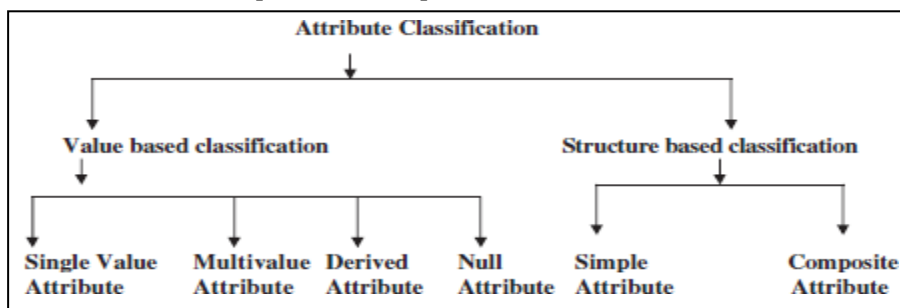 Attribute Classification
Value based classification
Structure based classification
Single Value Attribute
Multivalue Attribute
Derived Attribute
Null Attribute
Simple Attribute
Composite Attribute